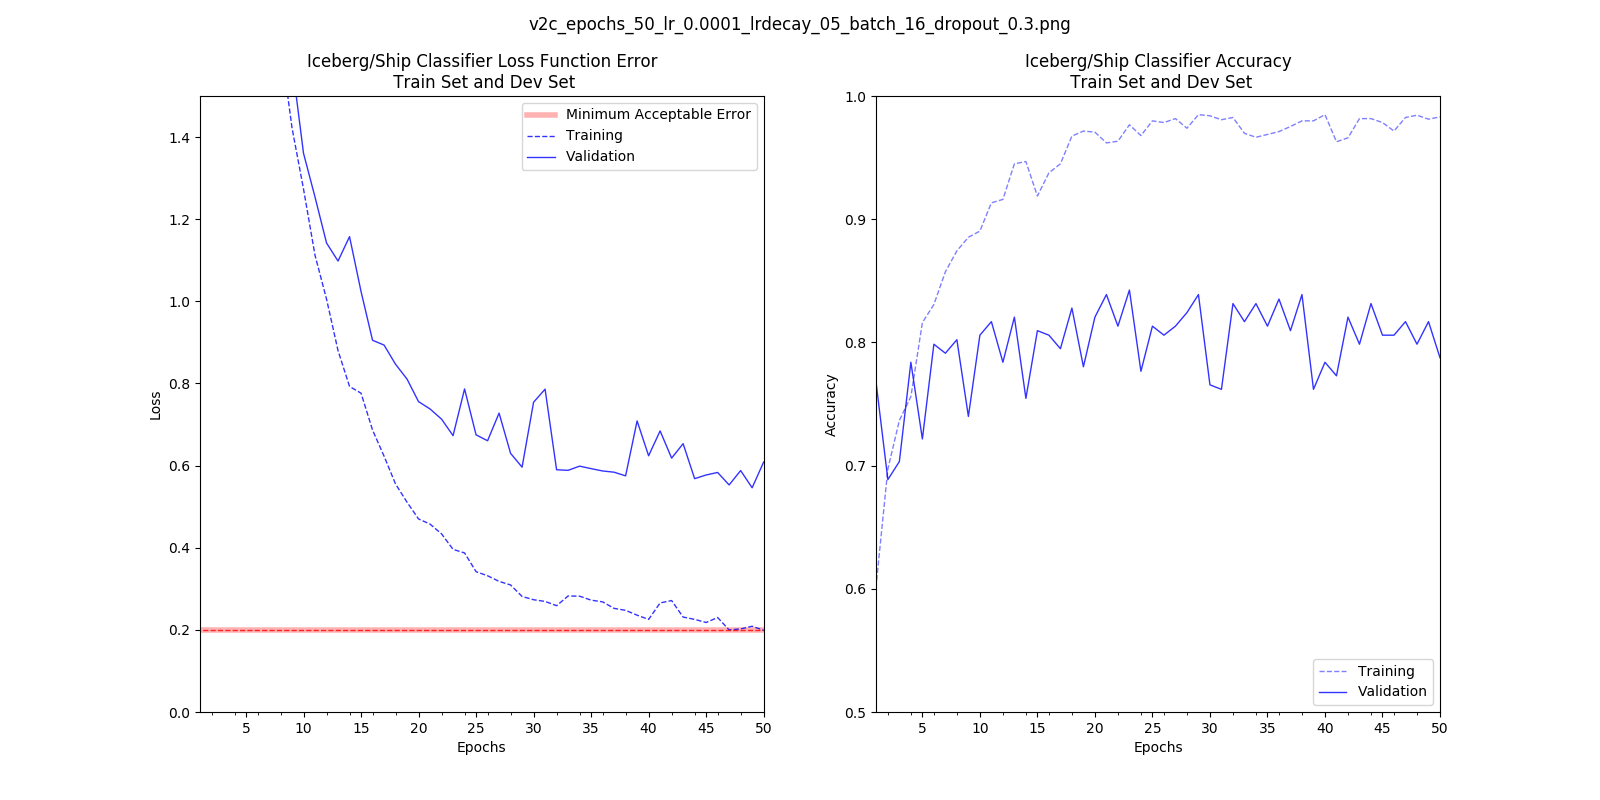 v2c_epochs_50_lr_0.0001_lrdecay_05_batch_16_dropout_0.3.png
Iceberg/Ship Classifier Loss Function Error
Train Set and Dev Set
Minimum Acceptable Error
Training
Validation
Loss
1.4
1.2
1.0
0.8
0.6
0.4
0.2
0.0
5 10 15 20 25 30 35 40 45 50
Epochs
Iceberg/Ship Classifier Accuracy
Train Set and Dev Set
Accuracy
1.0
0.9
0.8
0.7
0.6
0.5
Training
Validation
5 10 15 20 25 30 35 40 45 50
Epochs